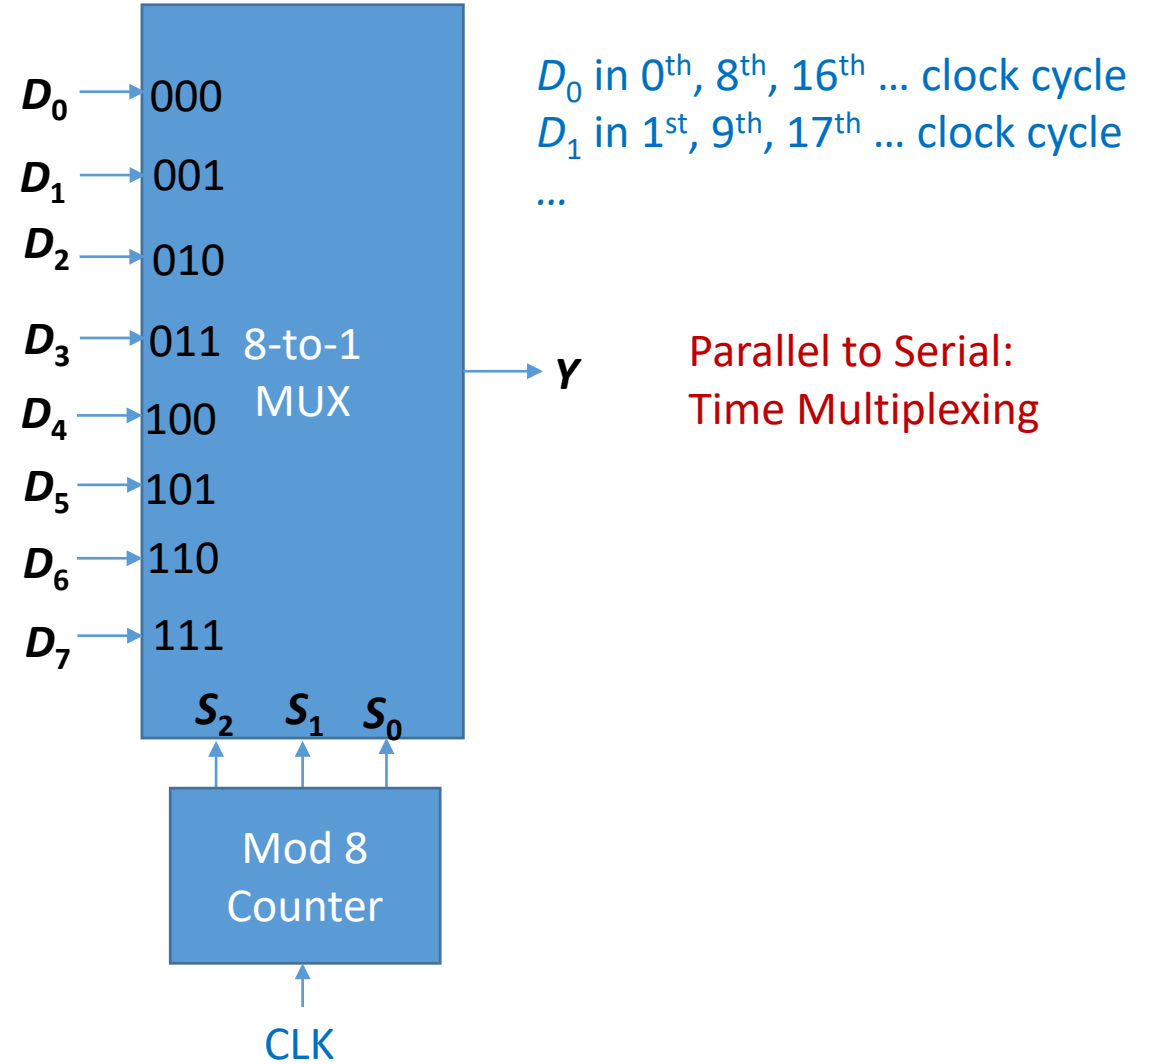 D₀
000
D₁
001
D₂
010
D₃
011
D₄
100
D₅
101
D₆
110
D₇
111
8-to-1
MUX
S₂ S₁ S₀
Y
Mod 8
Counter
CLK
D₀ in 0ᵗʰ, 8ᵗʰ, 16ᵗʰ ... clock cycle
D₁ in 1ˢᵗ, 9ᵗʰ, 17ᵗʰ ... clock cycle
...
Parallel to Serial:
Time Multiplexing